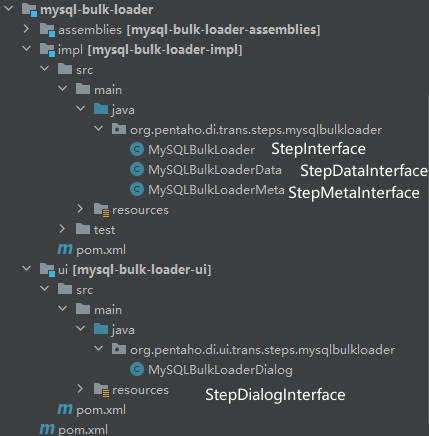 mysql-bulk-loader
assemblies [mysql-bulk-loader-assemblies]
impl [mysql-bulk-loader-impl]
src
main
java
org.pentaho.di.trans.steps.mysqlbulkloader
MySQLBulkLoader StepInterface
MySQLBulkLoaderData StepDataInterface
MySQLBulkLoaderMeta StepMetaInterface
resources
test
pom.xml
ui [mysql-bulk-loader-ui]
src
main
java
org.pentaho.di.ui.trans.steps.mysqlbulkloader
MySQLBulkLoaderDialog
resources StepDialogInterface
pom.xml
pom.xml